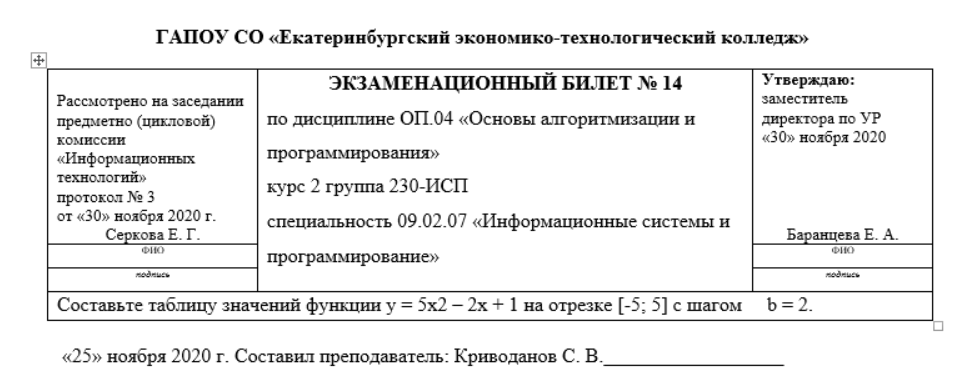 ГАПОУ СО «Екатеринбургский экономико-технологический колледж»
Рассмотрено на заседании
предметно (цикловой)
комиссии
«Информационных
технологий»
протокол № 3
от «30» ноября 2020 г.
Серкова Е. Г.
ФИО
подпись
ЭКЗАМЕНАЦИОННЫЙ БИЛЕТ № 14
по дисциплине ОП.04 «Основы алгоритмизации и
программирования»
курс 2 группа 230-ИСП
специальность 09.02.07 «Информационные системы и
программирование»
Утверждаю:
заместитель
директора по УР
«30» ноября 2020
Баранцева Е. А.
ФИО
подпись
Составьте таблицу значений функции y = 5x2 – 2x + 1 на отрезке [-5; 5] с шагом b = 2.
«25» ноября 2020 г. Составил преподаватель: Криводанов С. В.___________________